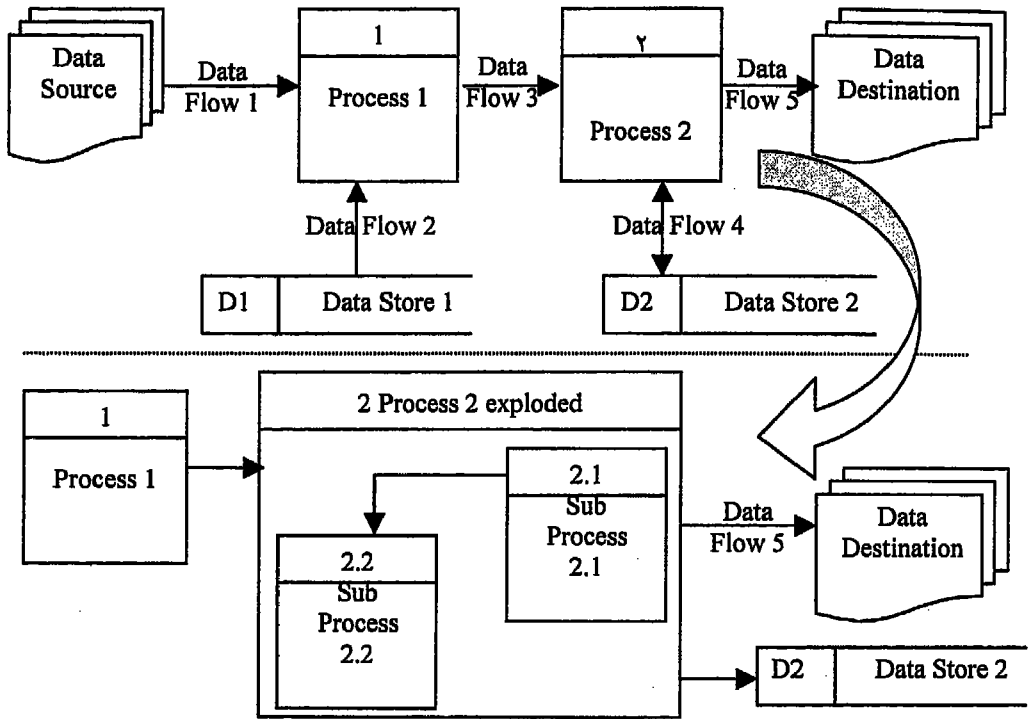 Data
Source
Data
Flow 1
1
Process 1
Data
Flow 3
٢
Process 2
Data
Flow 5
Data
Destination
Data Flow 2
Data Flow 4
D1
Data Store 1
D2
Data Store 2
1
Process 1
2 Process 2 exploded
2.1
Sub
Process
2.1
2.2
Sub
Process
2.2
Data
Flow 5
Data
Destination
D2
Data Store 2